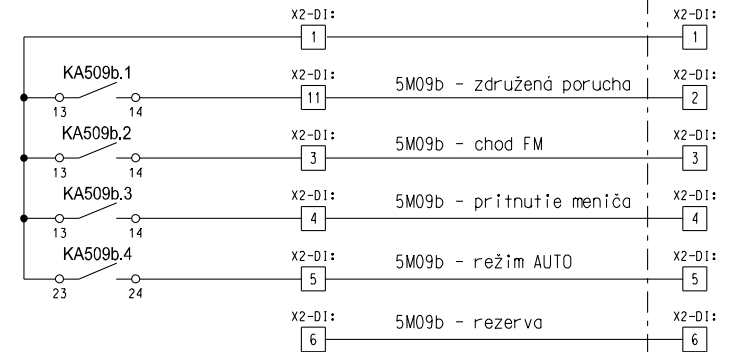 X2-DI: X2-DI:
1 1
KA509b.1 X2-DI: 5M09b - združená porucha X2-DI:
13 14 11 2
KA509b.2 X2-DI: 5M09b - chod FM X2-DI:
13 14 3 3
KA509b.3 X2-DI: 5M09b - pritnutie meniča X2-DI:
13 14 4 4
KA509b.4 X2-DI: 5M09b - režim AUTO X2-DI:
23 24 5 5
X2-DI: 5M09b - rezerva X2-DI:
6 6